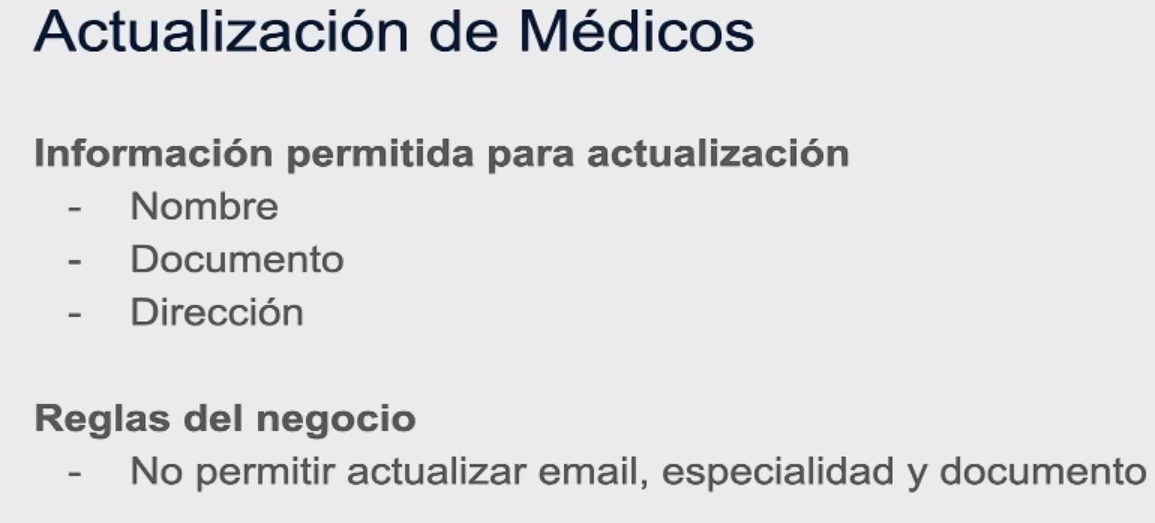 Actualización de Médicos
Información permitida para actualización
- Nombre
- Documento
- Dirección
Reglas del negocio
- No permitir actualizar email, especialidad y documento